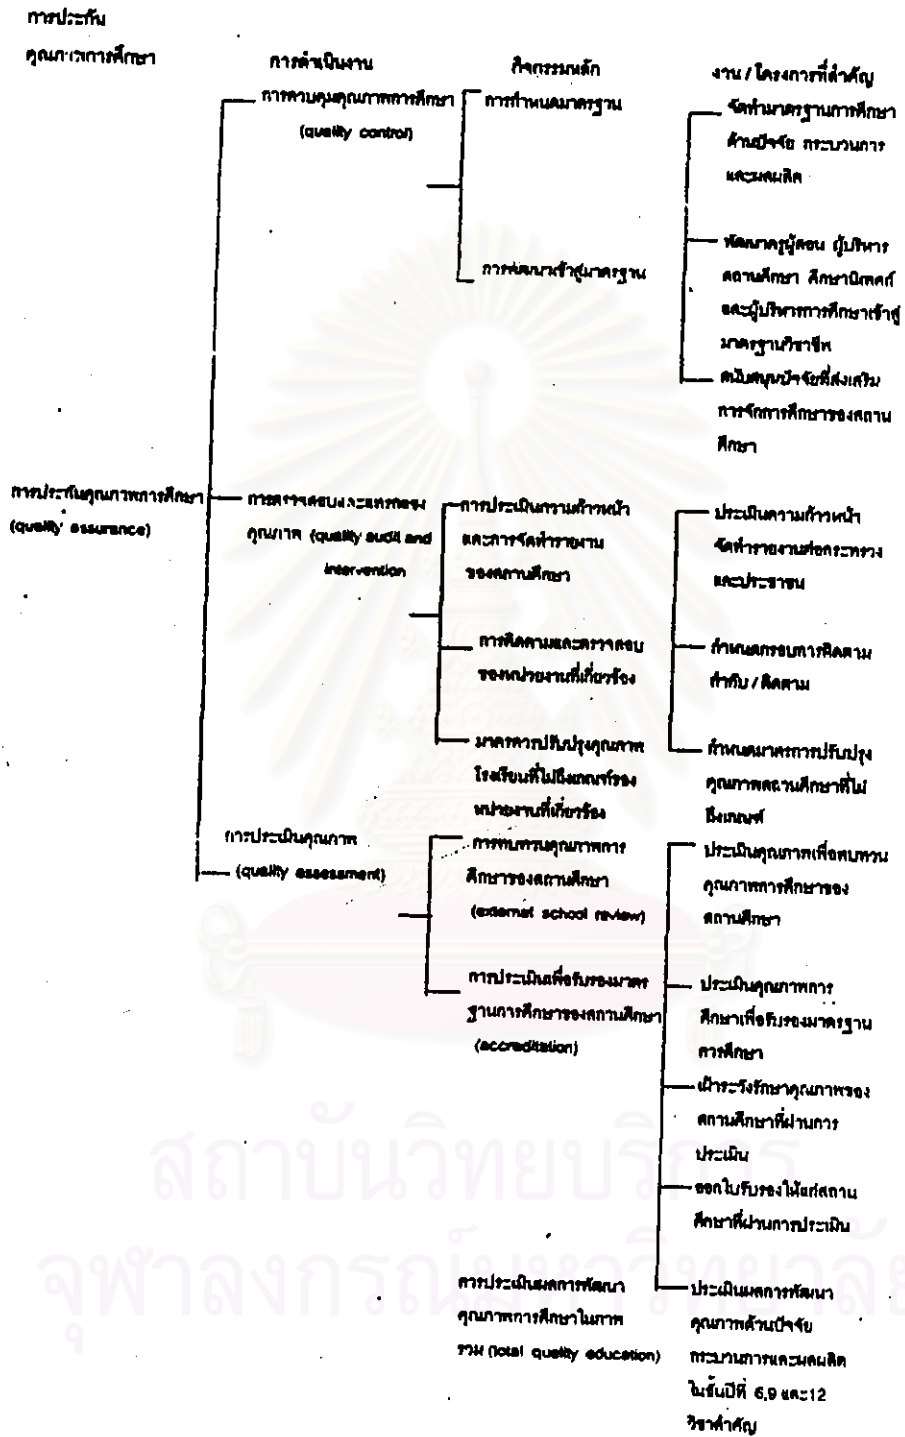 การประกัน
คุณภาพการศึกษา
การดำเนินงาน
กิจกรรมหลัก
งาน / โครงการที่สำคัญ
การควบคุมคุณภาพการศึกษา
(quality control)
การกำหนดมาตรฐาน
จัดทำมาตรฐานการศึกษา
ด้านปัจจัย กระบวนการ
และผลผลิต
การพัฒนาเข้าสู่มาตรฐาน
พัฒนาครูผู้สอน ผู้บริหาร
สถานศึกษา ศึกษานิเทศก์
และผู้บริหารการศึกษาเข้าสู่
มาตรฐานวิชาชีพ
สนับสนุนปัจจัยที่ส่งเสริม
การจัดการศึกษาของสถาน
ศึกษา
การประกันคุณภาพการศึกษา
(quality assurance)
การตรวจสอบและแทรกแซง
คุณภาพ (quality audit and
intervention
การประเมินความก้าวหน้า
และการจัดทำรายงาน
ของสถานศึกษา
ประเมินความก้าวหน้า
จัดทำรายงานต่อกระทรวง
และประชาชน
การติดตามและตรวจสอบ
ของหน่วยงานที่เกี่ยวข้อง
กำหนดกรอบการติดตาม
กำกับ / ติดตาม
มาตรการปรับปรุงคุณภาพ
โรงเรียนที่ไม่ถึงเกณฑ์ของ
หน่วยงานที่เกี่ยวข้อง
กำหนดมาตรการปรับปรุง
คุณภาพสถานศึกษาที่ไม่
ถึงเกณฑ์
การประเมินคุณภาพ
(quality assessment)
การทบทวนคุณภาพการ
ศึกษาของสถานศึกษา
(external school review)
ประเมินคุณภาพเพื่อทบทวน
คุณภาพการศึกษาของ
สถานศึกษา
การประเมินเพื่อรับรองมาตร
ฐานการศึกษาของสถานศึกษา
(accreditation)
ประเมินคุณภาพการ
ศึกษาเพื่อรับรองมาตรฐาน
การศึกษา
เฝ้าระวังรักษาคุณภาพของ
สถานศึกษาที่ผ่านการ
ประเมิน
ออกใบรับรองให้แก่สถาน
ศึกษาที่ผ่านการประเมิน
การประเมินผลการพัฒนา
คุณภาพการศึกษาในภาพ
รวม (total quality education)
ประเมินผลการพัฒนา
คุณภาพด้านปัจจัย
กระบวนการและผลผลิต
ในชั้นปีที่ 6,9 และ12
วิชาสำคัญ
สถาบันวิทยบริการ
จุฬาลงกรณ์มหาวิทยาลัย